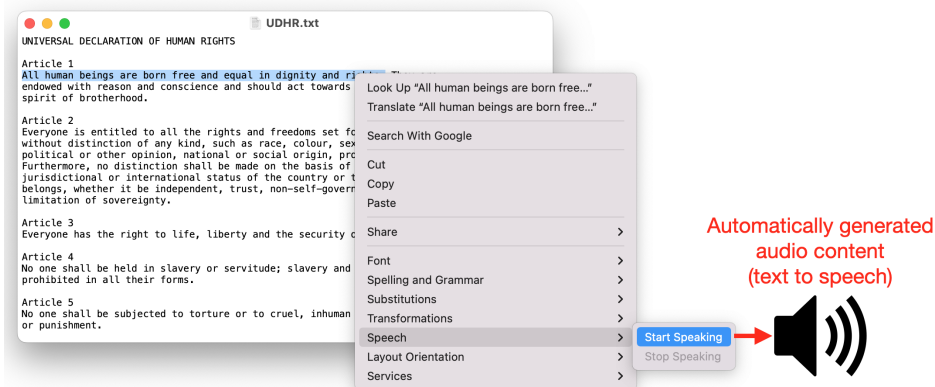 UDHR.txt
UNIVERSAL DECLARATION OF HUMAN RIGHTS
Article 1
All human beings are born free and equal in dignity and
endowed with reason and conscience and should act towards
spirit of brotherhood.
Article 2
Everyone is entitled to all the rights and freedoms set
without distinction of any kind, such as race, colour,
political or other opinion, national or social origin,
Furthermore, no distinction shall be made on the basis of
jurisdictional or international status of the country or
belongs, whether it be independent, trust,
limitation of sovereignty.
Article 3
Everyone has the right to life, liberty and the security
Article 4
No one shall be held in slavery or servitude; slavery and
prohibited in all their forms.
Article 5
No one shall be subjected to torture or to cruel, inhuman
or punishment.
Look Up “All human beings are born free...”
Translate “All human beings are born free...”
Search With Google
Cut
Copy
Paste
Share
Font
Spelling and Grammar
Substitutions
Transformations
Speech
Layout Orientation
Services
Start Speaking
Stop Speaking
Automatically generated
audio content
(text to speech)